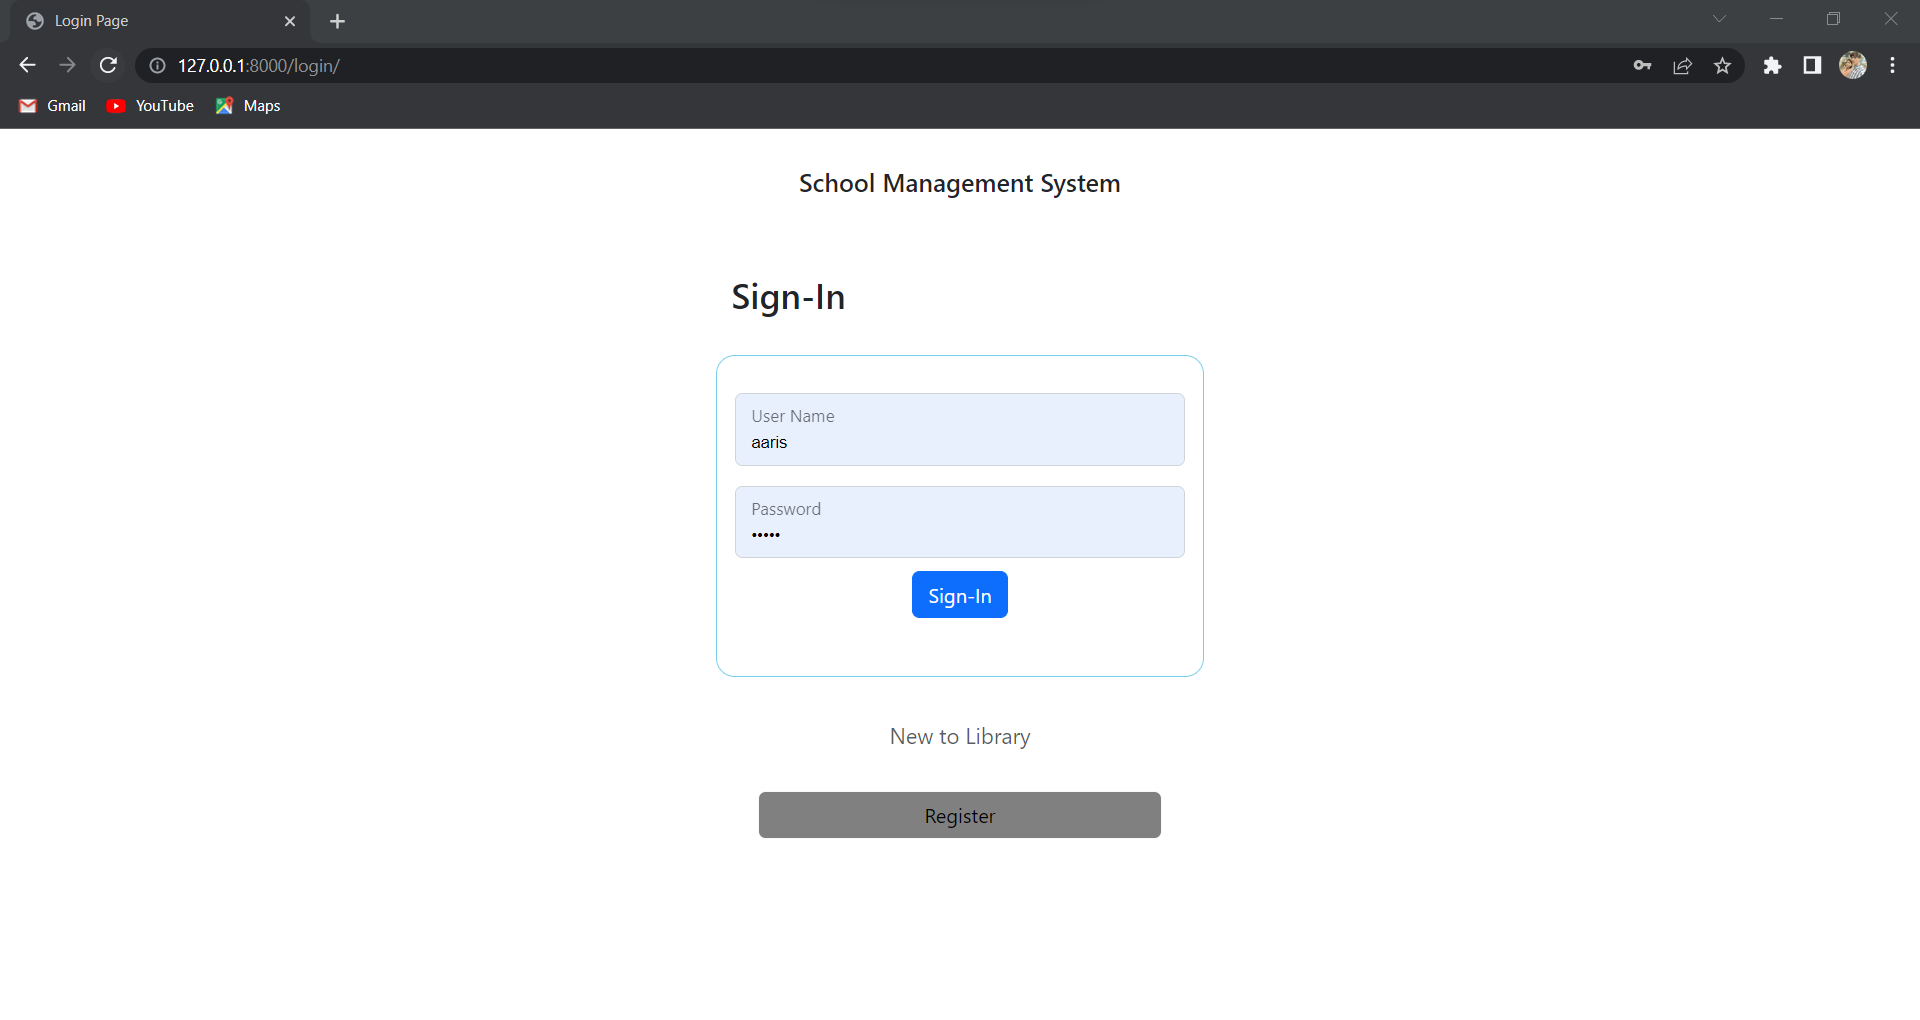 Login Page
127.0.0.1:8000/login/
Gmail YouTube Maps
School Management System
Sign-In
User Name
aaris
Password
•••••
Sign-In
New to Library
Register